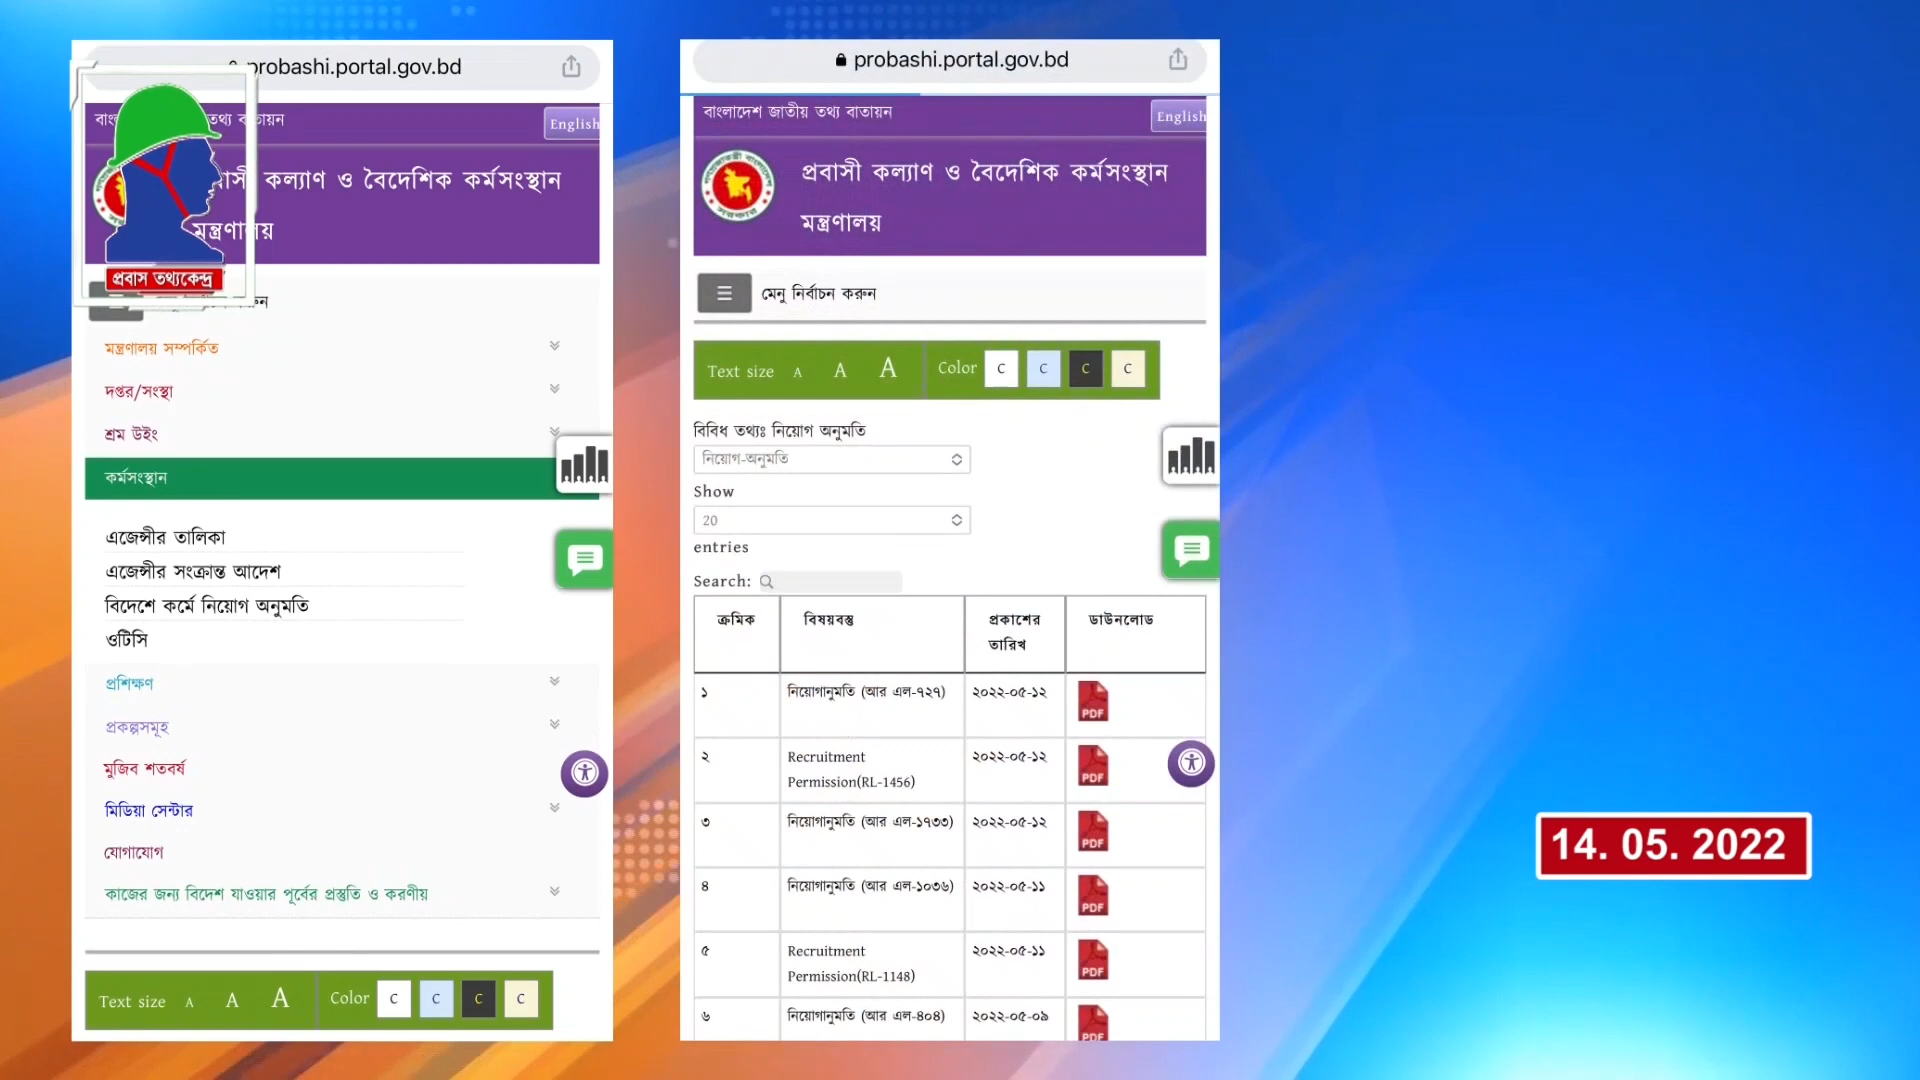 probashi.portal.gov.bd
তথ্য বাতায়ন
English
কল্যাণ ও বৈদেশিক কর্মসংস্থান
মন্ত্রণালয়
প্রবাস তথ্যকেন্দ্র
মন্ত্রণালয় সম্পর্কিত
দপ্তর/সংস্থা
শ্রম উইং
কর্মসংস্থান
এজেন্সীর তালিকা
এজেন্সীর সংক্রান্ত আদেশ
বিদেশে কর্মে নিয়োগ অনুমতি
ওটিসি
প্রশিক্ষণ
প্রকল্পসমূহ
মুজিব শতবর্ষ
মিডিয়া সেন্টার
যোগাযোগ
কাজের জন্য বিদেশ যাওয়ার পূর্বের প্রস্তুতি ও করণীয়
Text size A A A Color C C C C
probashi.portal.gov.bd
বাংলাদেশ জাতীয় তথ্য বাতায়ন
English
প্রবাসী কল্যাণ ও বৈদেশিক কর্মসংস্থান
মন্ত্রণালয়
মেনু নির্বাচন করুন
Text size A A A Color C C C C
বিবিধ তথ্যঃ নিয়োগ অনুমতি
নিয়োগ-অনুমতি
Show
20
entries
Search:
ক্রমিক বিষয়বস্তু প্রকাশের তারিখ ডাউনলোড
১ নিয়োগানুমতি (আর এল-৭২৭) ২০২২-০৫-১২ PDF
২ Recruitment Permission(RL-1456) ২০২২-০৫-১২ PDF
৩ নিয়োগানুমতি (আর এল-১৭৩৩) ২০২২-০৫-১২ PDF
৪ নিয়োগানুমতি (আর এল-১০৩৬) ২০২২-০৫-১১ PDF
৫ Recruitment Permission(RL-1148) ২০২২-০৫-১১ PDF
৬ নিয়োগানুমতি (আর এল-৪০৪) ২০২২-০৫-০৯ PDF
14. 05. 2022